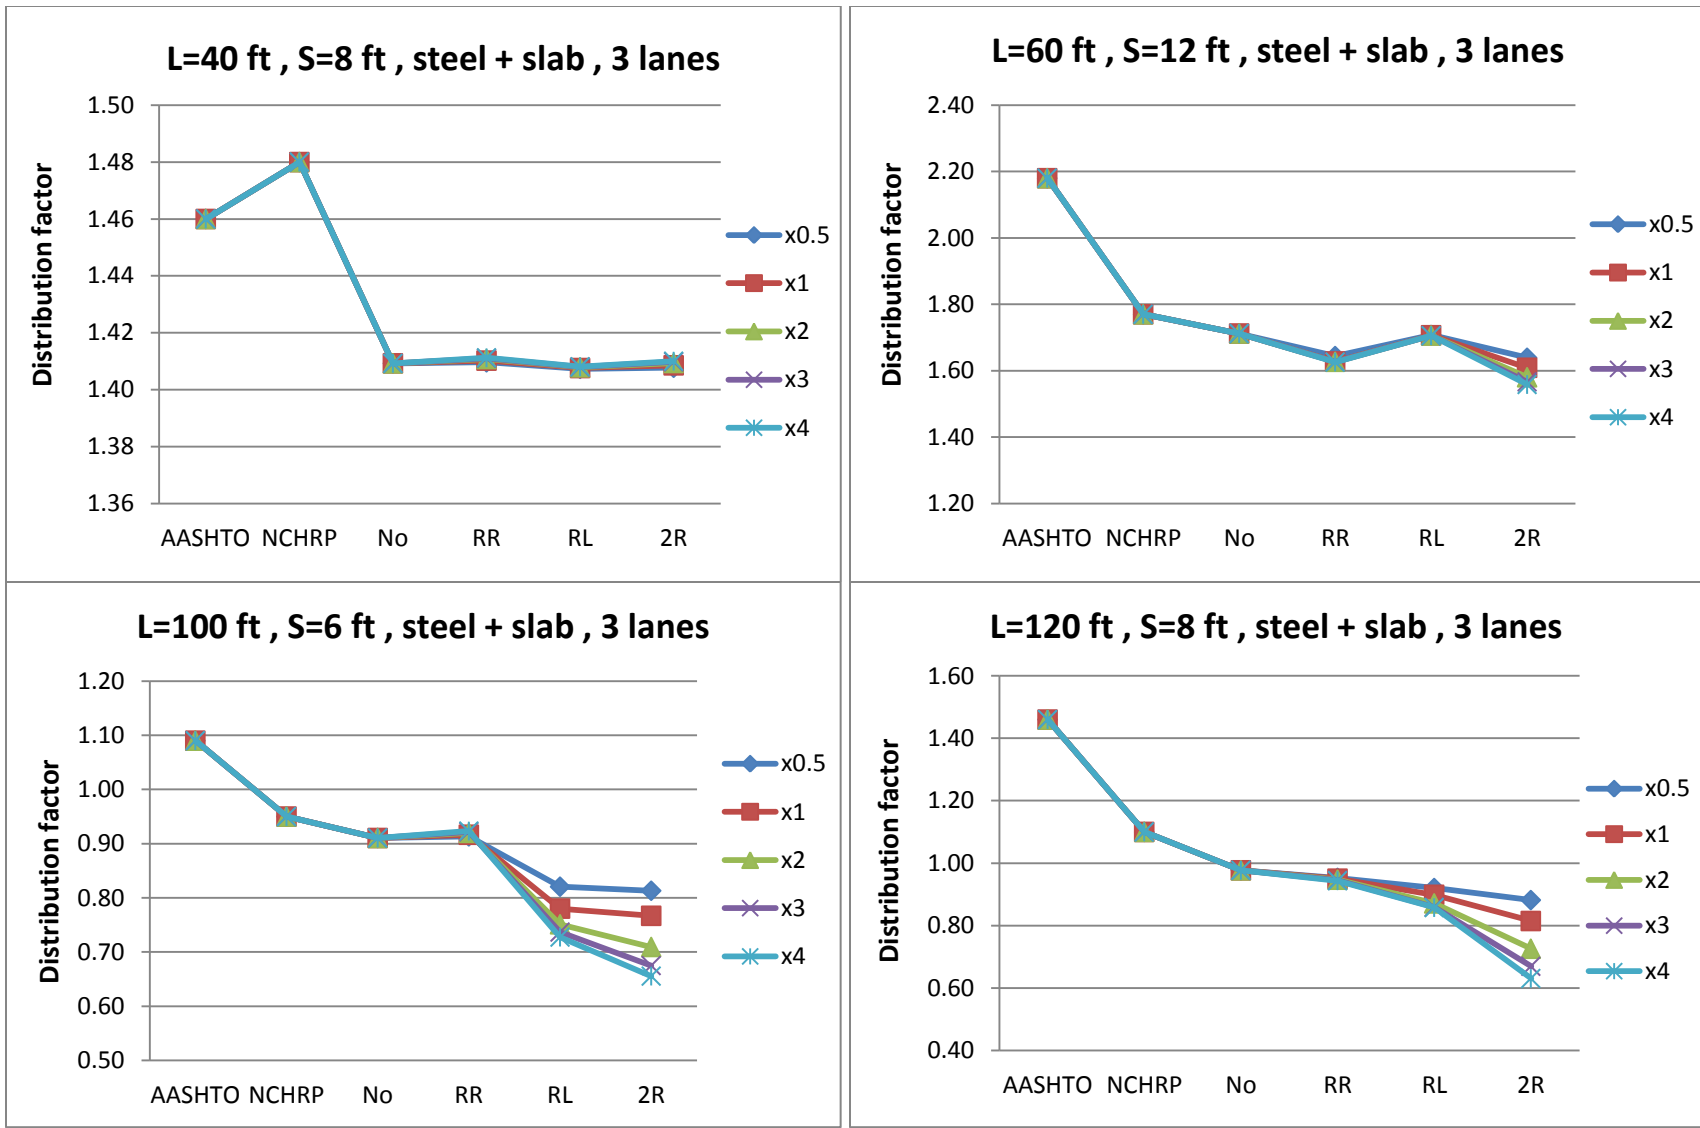 L=40 ft , S=8 ft , steel + slab , 3 lanes
Distribution factor
1.50
1.48
1.46
1.44
1.42
1.40
1.38
1.36
AASHTO NCHRP No RR RL 2R
x0.5
x1
x2
x3
x4
L=60 ft , S=12 ft , steel + slab , 3 lanes
Distribution factor
2.40
2.20
2.00
1.80
1.60
1.40
1.20
AASHTO NCHRP No RR RL 2R
x0.5
x1
x2
x3
x4
L=100 ft , S=6 ft , steel + slab , 3 lanes
Distribution factor
1.20
1.10
1.00
0.90
0.80
0.70
0.60
0.50
AASHTO NCHRP No RR RL 2R
x0.5
x1
x2
x3
x4
L=120 ft , S=8 ft , steel + slab , 3 lanes
Distribution factor
1.60
1.40
1.20
1.00
0.80
0.60
0.40
AASHTO NCHRP No RR RL 2R
x0.5
x1
x2
x3
x4